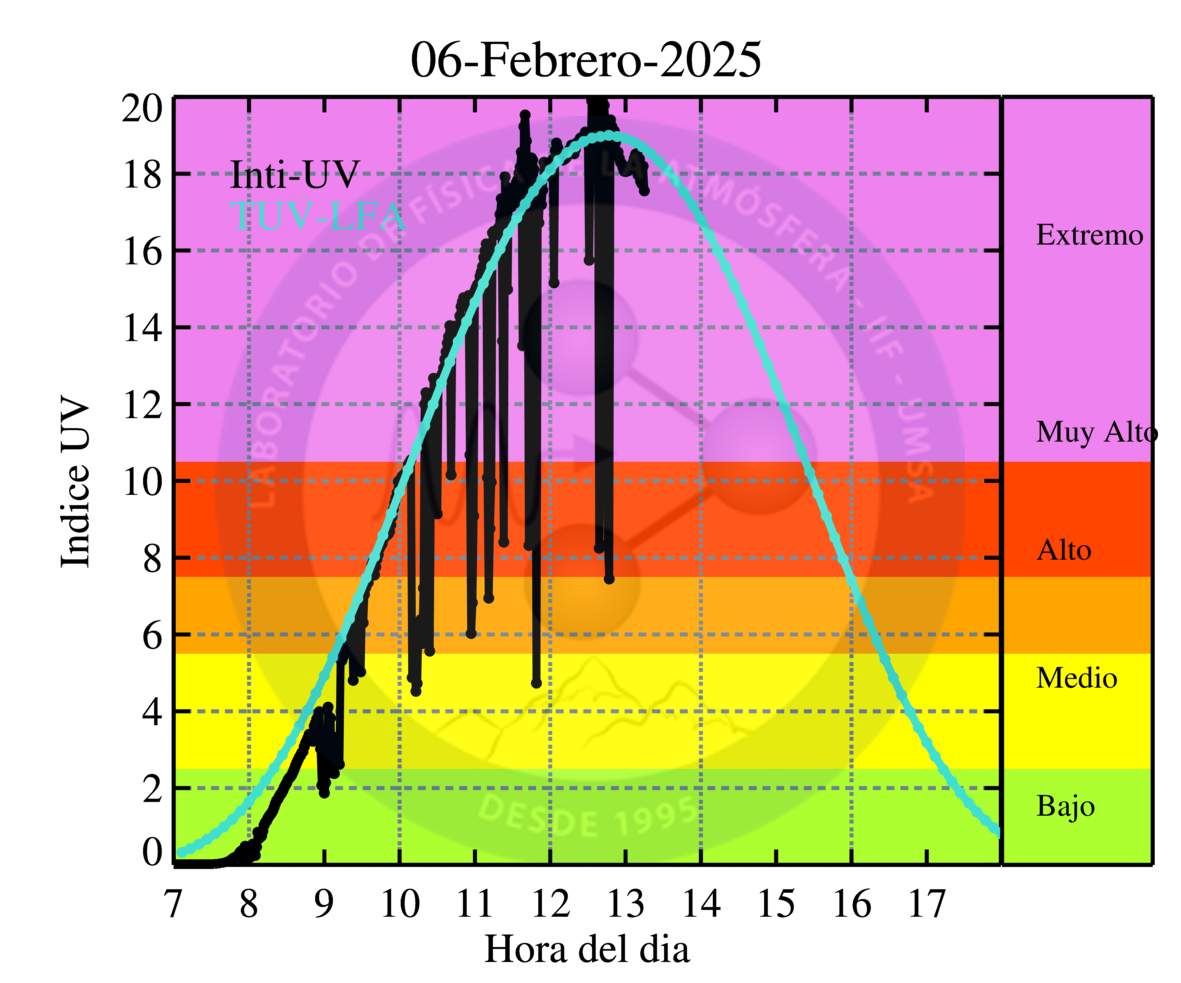 06-Febrero-2025
20
18
16
14
12
10
8
6
4
2
0
Indice UV
Inti-UV
TUV-LFA
LABORATORIO DE FÍSICA DE LA ATMÓSFERA - IIF - UMSA
DESDE 1995
Extremo
Muy Alto
Alto
Medio
Bajo
7 8 9 10 11 12 13 14 15 16 17
Hora del dia